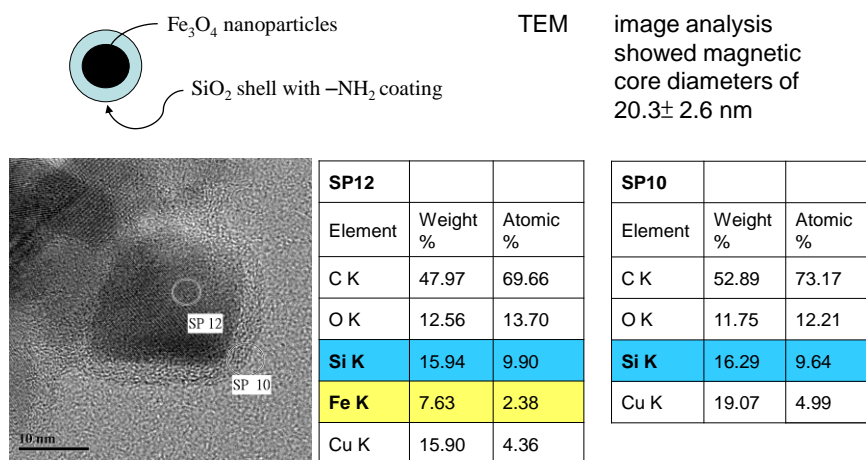 Fe₃O₄ nanoparticles
SiO₂ shell with –NH₂ coating
TEM
image analysis
showed magnetic
core diameters of
20.3± 2.6 nm
SP 12
SP 10
10 nm
SP12
Element Weight % Atomic %
C K 47.97 69.66
O K 12.56 13.70
Si K 15.94 9.90
Fe K 7.63 2.38
Cu K 15.90 4.36
SP10
Element Weight % Atomic %
C K 52.89 73.17
O K 11.75 12.21
Si K 16.29 9.64
Cu K 19.07 4.99